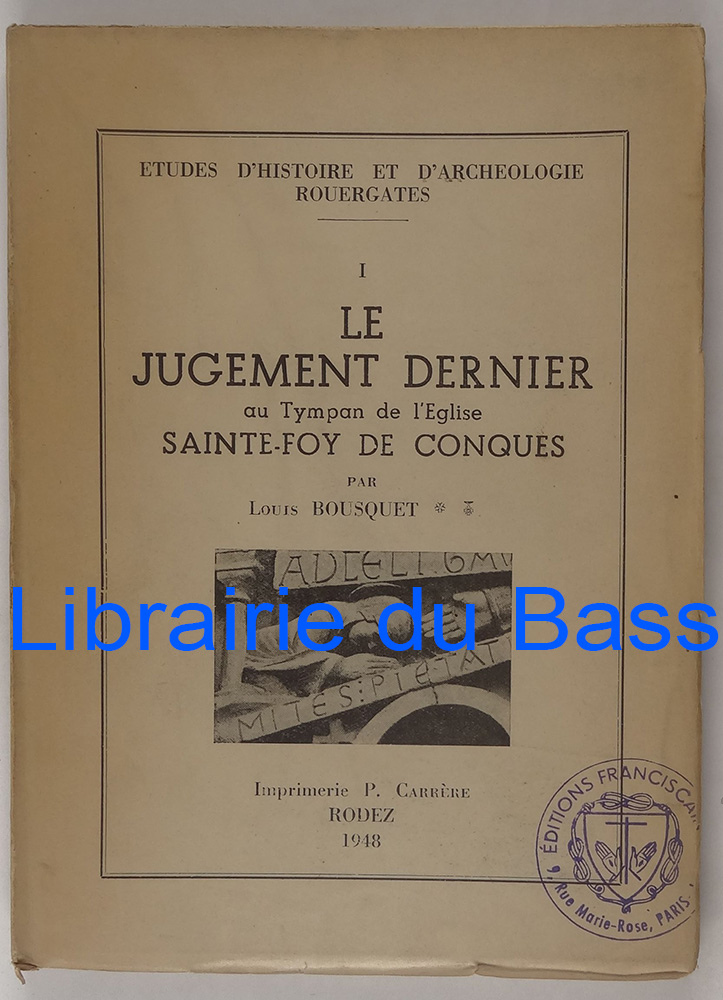 ETUDES D'HISTOIRE ET D'ARCHEOLOGIE
ROUERGATES
I
LE
JUGEMENT DERNIER
au Tympan de l'Eglise
SAINTE-FOY DE CONQUES
PAR
Louis BOUSQUET
MITES: PIETAT
Librairie du Bass
Imprimerie P. CARRÈRE
RODEZ
1948
ÉDITIONS FRANCISCAIN
9, Rue Marie-Rose, PARIS